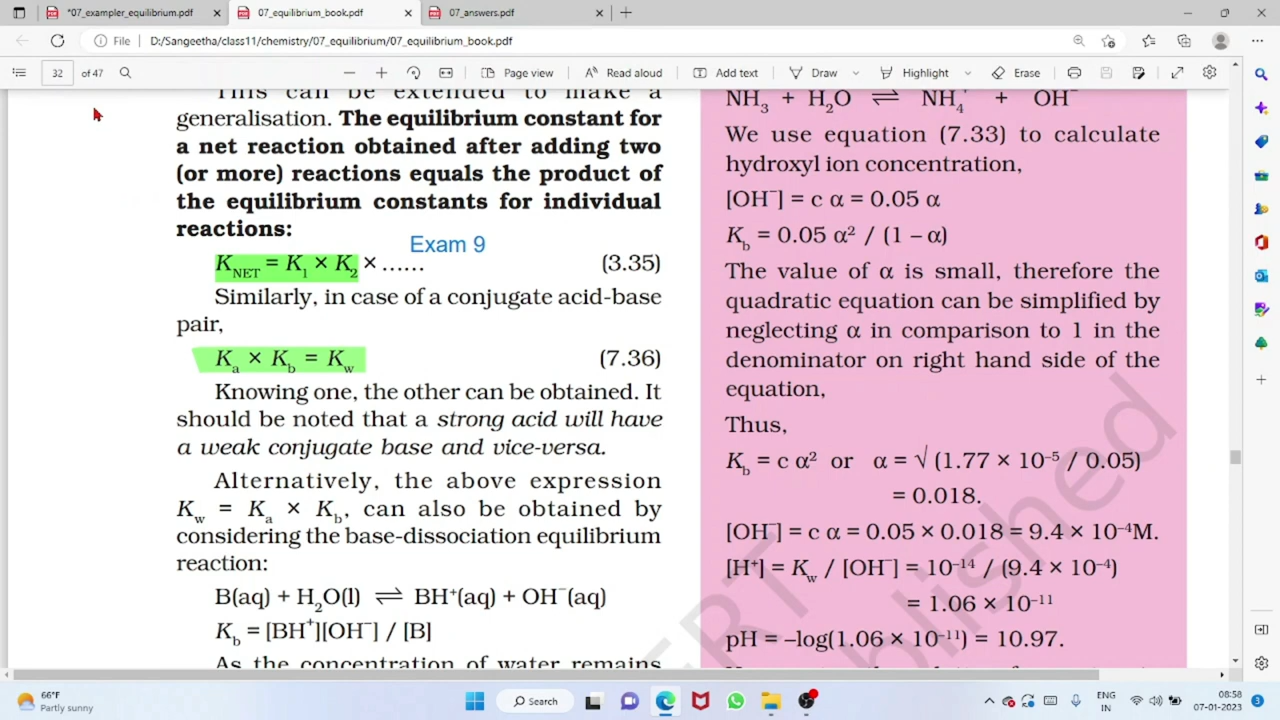 *07_exampler_equilibrium.pdf
07_equilibrium_book.pdf
07_answers.pdf
File
D:/Sangeetha/class11/chemistry/07_equilibrium/07_equilibrium_book.pdf
32 of 47
Page view
Read aloud
Add text
Draw
Highlight
Erase
This can be extended to make a
generalisation. The equilibrium constant for
a net reaction obtained after adding two
(or more) reactions equals the product of
the equilibrium constants for individual
reactions:
Exam 9
K_NET = K₁ × K₂ × ...... (3.35)
Similarly, in case of a conjugate acid-base
pair,
K_a × K_b = K_w (7.36)
Knowing one, the other can be obtained. It
should be noted that a strong acid will have
a weak conjugate base and vice-versa.
Alternatively, the above expression
K_w = K_a × K_b, can also be obtained by
considering the base-dissociation equilibrium
reaction:
B(aq) + H₂O(l) ⇌ BH⁺(aq) + OH⁻(aq)
K_b = [BH⁺][OH⁻] / [B]
As the concentration of water remains
NH₃ + H₂O ⇌ NH₄⁺ + OH⁻
We use equation (7.33) to calculate
hydroxyl ion concentration,
[OH⁻] = c α = 0.05 α
K_b = 0.05 α² / (1 – α)
The value of α is small, therefore the
quadratic equation can be simplified by
neglecting α in comparison to 1 in the
denominator on right hand side of the
equation,
Thus,
K_b = c α² or α = √ (1.77 × 10⁻⁵ / 0.05)
= 0.018.
[OH⁻] = c α = 0.05 × 0.018 = 9.4 × 10⁻⁴M.
[H⁺] = K_w / [OH⁻] = 10⁻¹⁴ / (9.4 × 10⁻⁴)
= 1.06 × 10⁻¹¹
pH = –log(1.06 × 10⁻¹¹) = 10.97.
66°F
Partly sunny
Search
ENG
IN
08:58
07-01-2023
3